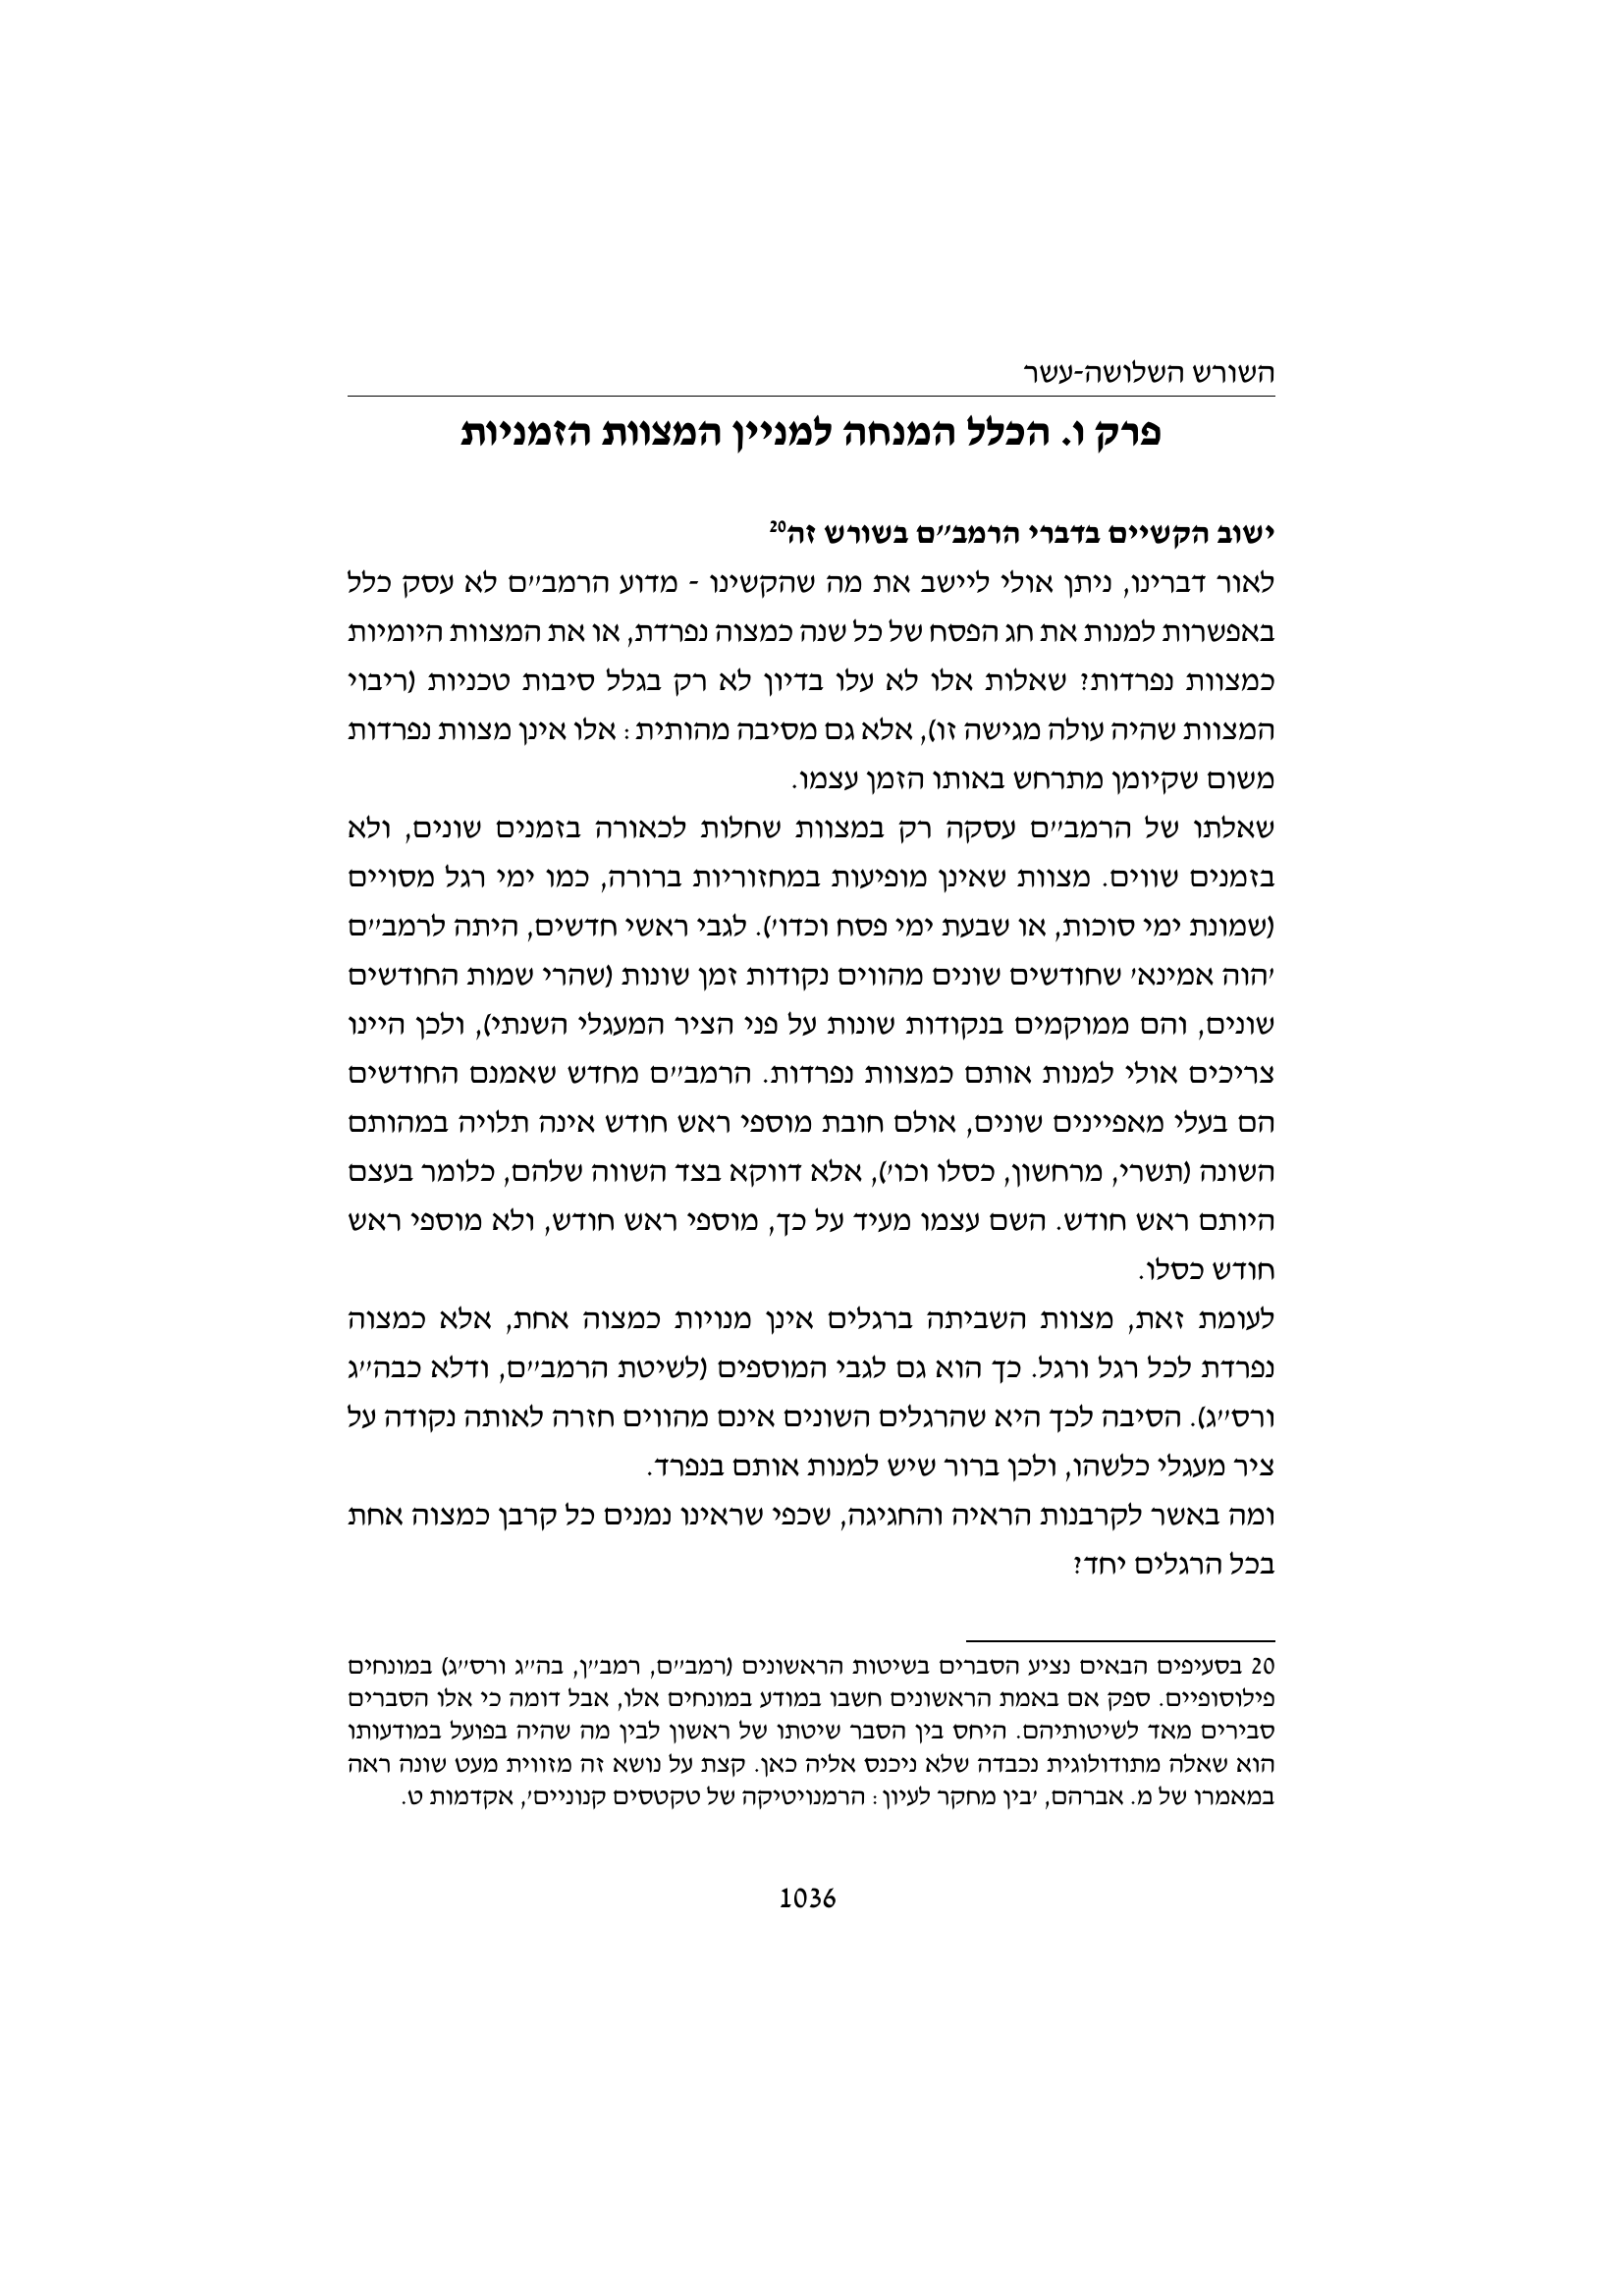 השורש השלושה-עשר
פרק ו. הכלל המנחה למניין המצוות הזמניות
ישוב הקשיים בדברי הרמב״ם בשורש זה20
לאור דברינו, ניתן אולי ליישב את מה שהקשינו - מדוע הרמב״ם לא עסק כלל
באפשרות למנות את חג הפסח של כל שנה כמצוה נפרדת, או את המצוות היומיות
כמצוות נפרדות? שאלות אלו לא עלו בדיון לא רק בגלל סיבות טכניות (ריבוי
המצוות שהיה עולה מגישה זו), אלא גם מסיבה מהותית: אלו אינן מצוות נפרדות
משום שקיומן מתרחש באותו הזמן עצמו.
שאלתו של הרמב״ם עסקה רק במצוות שחלות לכאורה בזמנים שונים, ולא
בזמנים שווים. מצוות שאינן מופיעות במחזוריות ברורה, כמו ימי רגל מסויים
(שמונת ימי סוכות, או שבעת ימי פסח וכדו׳). לגבי ראשי חדשים, היתה לרמב״ם
׳הוה אמינא׳ שחודשים שונים מהווים נקודות זמן שונות (שהרי שמות החודשים
שונים, והם ממוקמים בנקודות שונות על פני הציר המעגלי השנתי), ולכן היינו
צריכים אולי למנות אותם כמצוות נפרדות. הרמב״ם מחדש שאמנם החודשים
הם בעלי מאפיינים שונים, אולם חובת מוספי ראש חודש אינה תלויה במהותם
השונה (תשרי, מרחשון, כסלו וכו׳), אלא דווקא בצד השווה שלהם, כלומר בעצם
היותם ראש חודש. השם עצמו מעיד על כך, מוספי ראש חודש, ולא מוספי ראש
חודש כסלו.
לעומת זאת, מצוות השביתה ברגלים אינן מנויות כמצוה אחת, אלא כמצוה
נפרדת לכל רגל ורגל. כך הוא גם לגבי המוספים (לשיטת הרמב״ם, ודלא כבה״ג
ורס״ג). הסיבה לכך היא שהרגלים השונים אינם מהווים חזרה לאותה נקודה על
ציר מעגלי כלשהו, ולכן ברור שיש למנות אותם בנפרד.
ומה באשר לקרבנות הראיה והחגיגה, שכפי שראינו נמנים כל קרבן כמצוה אחת
בכל הרגלים יחד?
20 בסעיפים הבאים נציע הסברים בשיטות הראשונים (רמב״ם, רמב״ן, בה״ג ורס״ג) במונחים
פילוסופיים. ספק אם באמת הראשונים חשבו במודע במונחים אלו, אבל דומה כי אלו הסברים
סבירים מאד לשיטותיהם. היחס בין הסבר שיטתו של ראשון לבין מה שהיה בפועל במודעותו
הוא שאלה מתודולוגית נכבדה שלא ניכנס אליה כאן. קצת על נושא זה מזווית מעט שונה ראה
במאמרו של מ. אברהם, ׳בין מחקר לעיון: הרמנויטיקה של טקטסים קנוניים׳, אקדמות ט.
1036